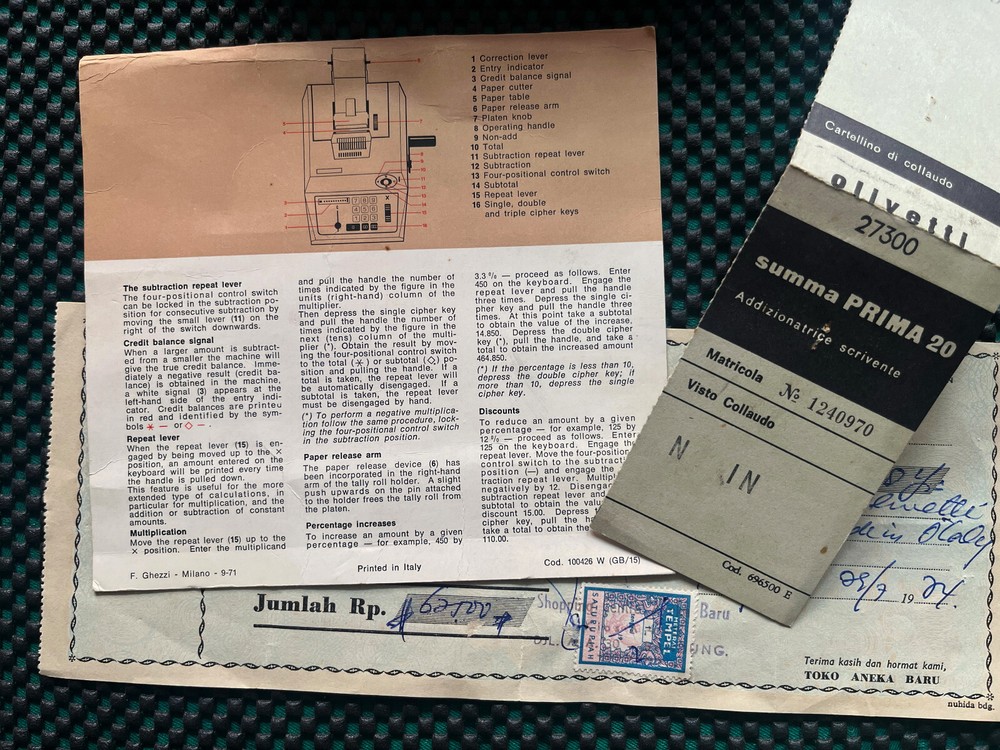 1 Correction lever
2 Entry indicator
3 Credit balance signal
4 Paper cutter
5 Paper table
6 Paper release arm
7 Platen knob
8 Operating handle
9 Non-add
10 Total
11 Subtraction repeat lever
12 Subtraction
13 Four-positional control switch
14 Subtotal
15 Repeat lever
16 Single, double
and triple cipher keys
The subtraction repeat lever
The four-positional control switch
can be locked in the subtraction po-
sition for consecutive subtraction by
moving the small lever (11) on the
right of the switch downwards.
Credit balance signal
When a larger amount is subtract-
ed from a smaller the machine will
give the true credit balance. Imme-
diately a negative result (credit ba-
lance) is obtained in the machine,
a white signal (3) appears at the
left-hand side of the entry indi-
cator. Credit balances are printed
in red and identified by the sym-
bols ✳ — or ◇ — .
Repeat lever
When the repeat lever (15) is en-
gaged by being moved up to the ×
position, an amount entered on the
keyboard will be printed every time
the handle is pulled down.
This feature is useful for the more
extended type of calculations, in
particular for multiplication, and the
addition or subtraction of constant
amounts.
Multiplication
Move the repeat lever (15) up to the
× position. Enter the multiplicand
and pull the handle the number of
times indicated by the figure in the
units (right-hand) column of the
multiplier.
Then depress the single cipher key
and pull the handle the number of
times indicated by the figure in the
next (tens) column of the multi-
plier (*). Obtain the result by mov-
ing the four-positional control switch
to the total (✳) or subtotal (◇) po-
sition and pulling the handle. If a
total is taken, the repeat lever will
be automatically disengaged. If a
subtotal is taken, the repeat lever
must be disengaged by hand.
(*) To perform a negative multiplica-
tion follow the same procedure, lock-
ing the four-positional control switch
in the subtraction position.
Paper release arm
The paper release device (6) has
been incorporated in the right-hand
arm of the tally roll holder. A slight
push upwards on the pin attached
to the holder frees the tally roll from
the platen.
Percentage increases
To increase an amount by a given
percentage — for example, 450 by
3.3 % — proceed as follows. Enter
450 on the keyboard. Engage the
repeat lever and pull the handle
three times. Depress the single ci-
pher key and pull the handle three
times. At this point take a subtotal
to obtain the value of the increase,
14,850. Depress the double cipher
key (*), pull the handle, and take a
total to obtain the increased amount
464,850.
(*) If the percentage is less than 10,
depress the double cipher key; if
more than 10, depress the single
cipher key.
Discounts
To reduce an amount by a given
percentage — for example, 125 by
12 % — proceed as follows. Enter
125 on the keyboard. Engage the
repeat lever. Move the four-position
control switch to the subtraction
position (—) and engage the
traction repeat lever. Multip
negatively by 12. Disengag
subtraction repeat lever and
subtotal to obtain the valu
discount 15.00. Depress
cipher key, pull the h
take a total to obtain the
110.00.
F. Ghezzi - Milano - 9-71
Printed in Italy
Cod. 100426 W (GB/15)
Cartellino di collaudo
olivetti
27300
summa PRIMA 20
Addizionatrice scrivente
Matricola № 1240970
Visto Collaudo
N IN
Cod. 696500 E
Made in Italy
1974.
Jumlah Rp.
Baru
METERAI
TEMPEL
SATU RUPIAH
Terima kasih dan hormat kami,
TOKO ANEKA BARU
nuhida bdg.